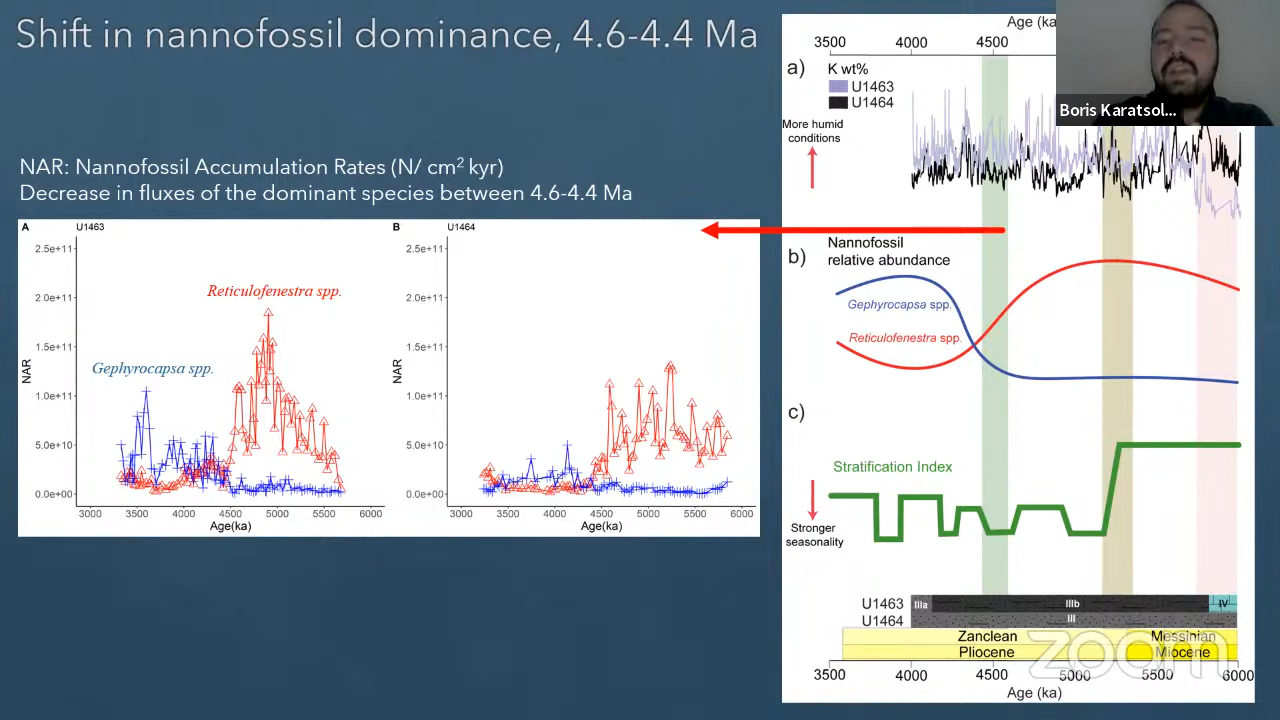 Shift in nannofossil dominance, 4.6-4.4 Ma
NAR: Nannofossil Accumulation Rates (N/ cm² kyr)
Decrease in fluxes of the dominant species between 4.6-4.4 Ma
A
U1463
2.5e+11
2.0e+11
1.5e+11
1.0e+11
5.0e+10
0.0e+00
NAR
Reticulofenestra spp.
Gephyrocapsa spp.
3000 3500 4000 4500 5000 5500 6000
Age(ka)
B
U1464
2.5e+11
2.0e+11
1.5e+11
1.0e+11
5.0e+10
0.0e+00
NAR
3000 3500 4000 4500 5000 5500 6000
Age(ka)
Age (ka
3500 4000 4500
Boris Karatsol...
a)
K wt%
U1463
U1464
More humid
conditions
b)
Nannofossil
relative abundance
Gephyrocapsa spp.
Reticulofenestra spp.
c)
Stratification Index
Stronger
seasonality
U1463 IIIa IIIb IV
U1464 III
Zanclean Messinian
Pliocene Miocene
zoom
3500 4000 4500 5000 5500 6000
Age (ka)